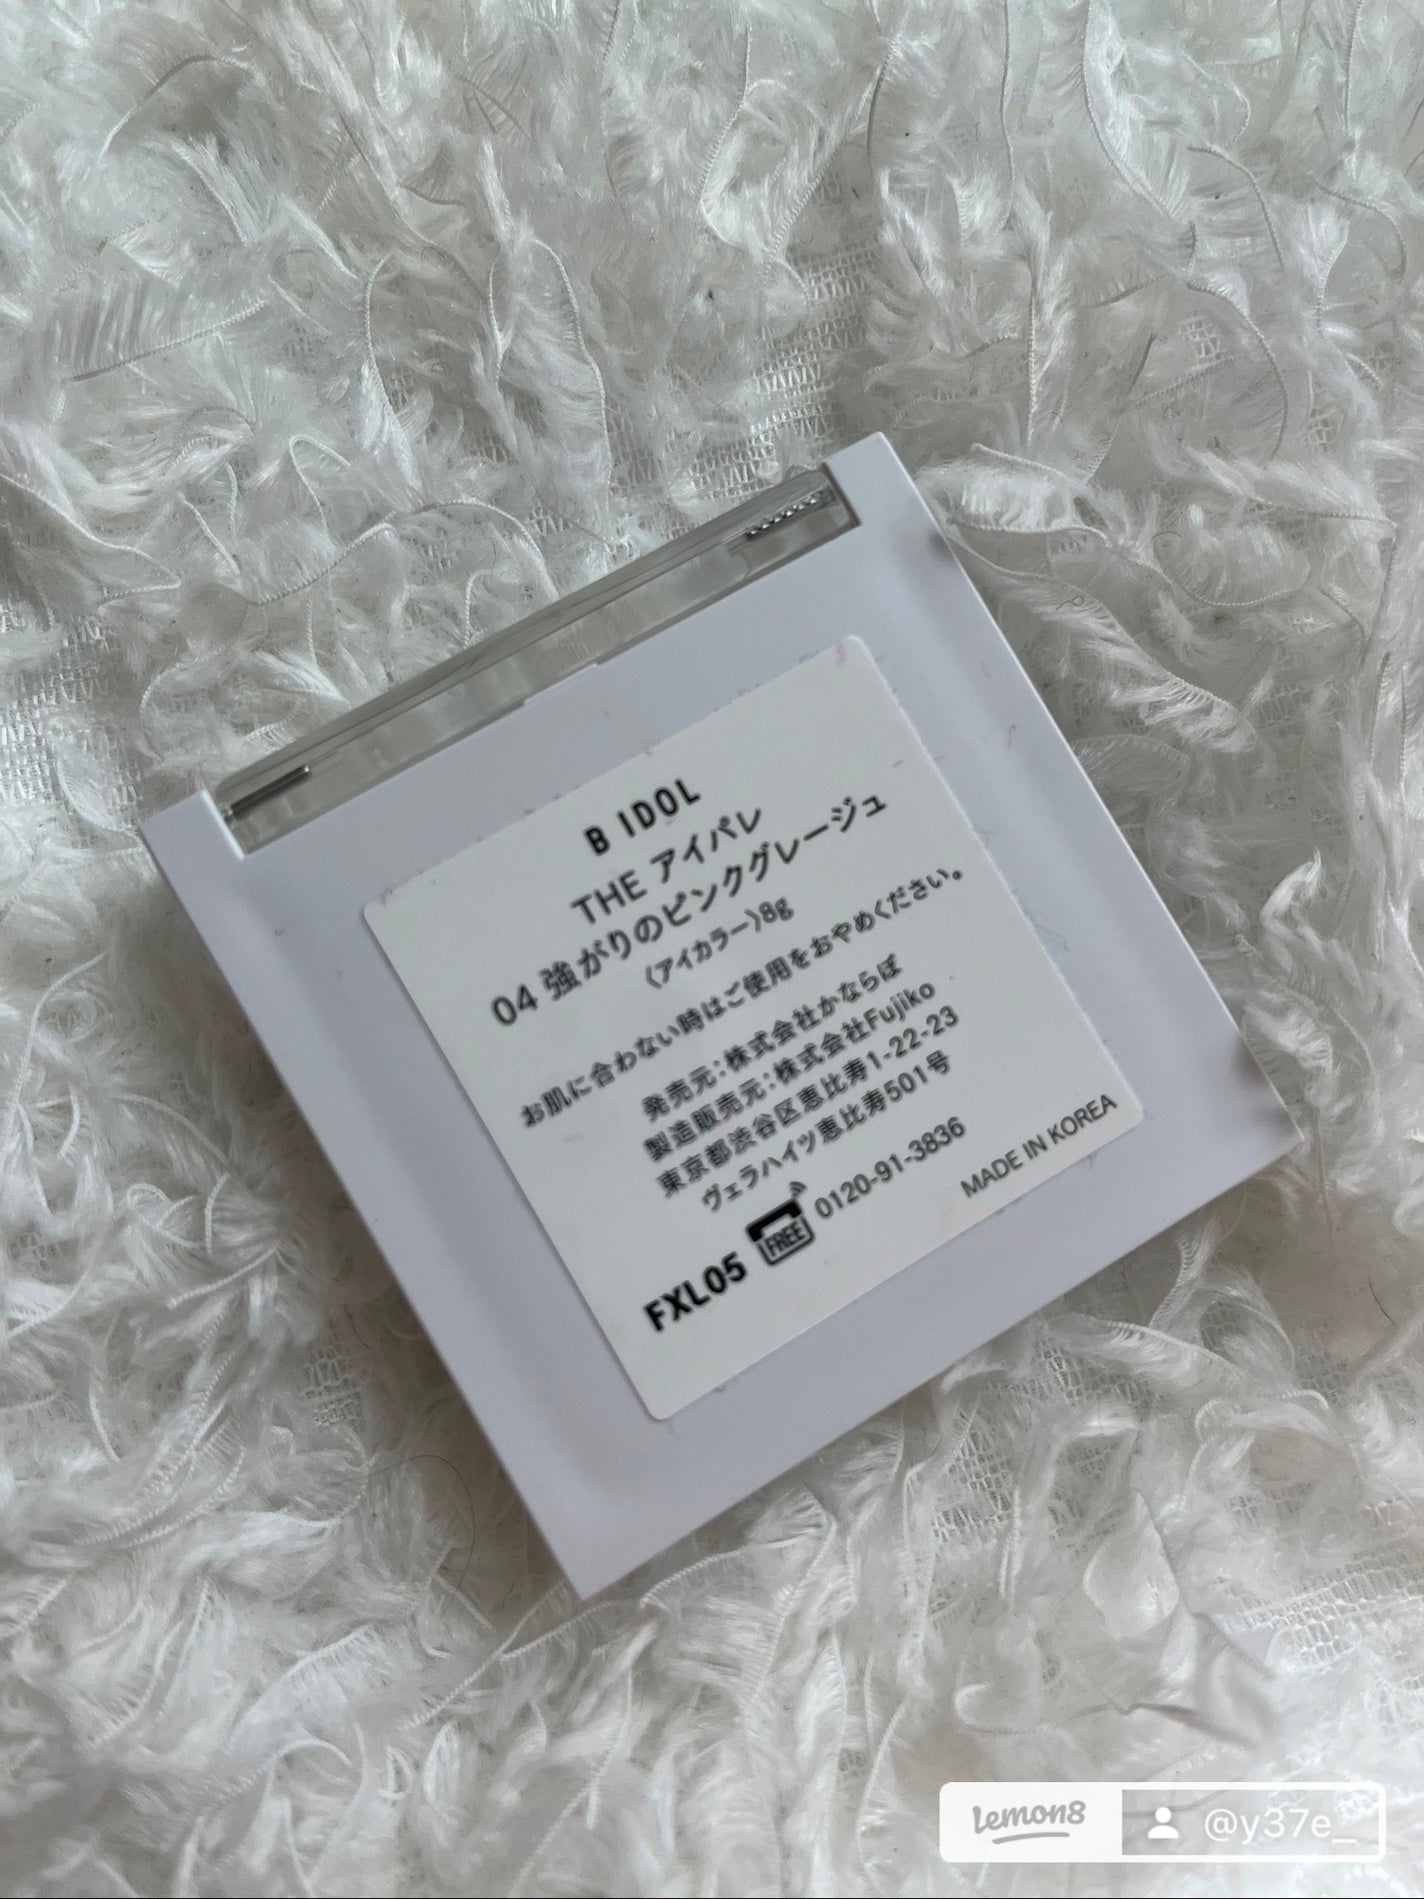 B IDOL
THE アイパレ
04 強がりのピンクグレージュ
〈アイカラー〉8g
お肌に合わない時はご使用をおやめください。
発売元：株式会社かならぼ
製造販売元：株式会社Fujiko
東京都渋谷区恵比寿1-22-23
ヴェラハイツ恵比寿501号
FXL05 FREE 0120-91-3836
MADE IN KOREA
Lemon8 @y37e_